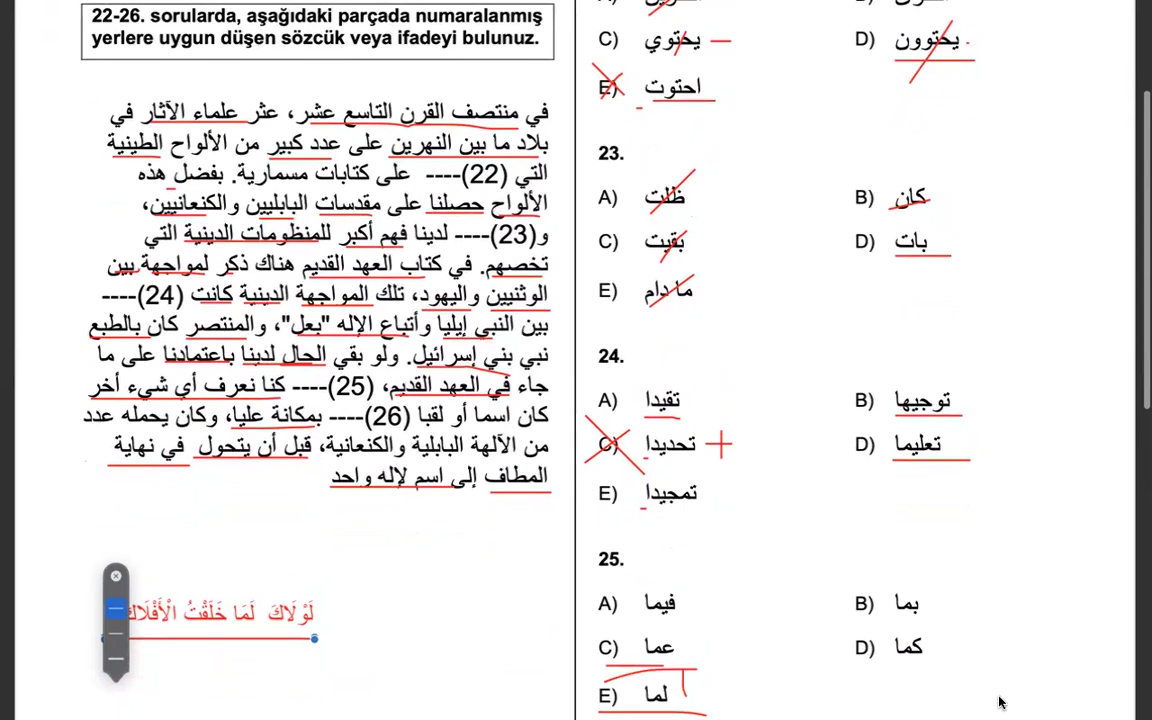 22-26. sorularda, aşağıdaki parçada numaralanmış
yerlere uygun düşen sözcük veya ifadeyi bulunuz.
في منتصف القرن التاسع عشر، عثر علماء الآثار في
بلاد ما بين النهرين على عدد كبير من الألواح الطينية
التي (22)---- على كتابات مسمارية. بفضل هذه
الألواح حصلنا على مقدسات البابليين والكنعانيين،
و(23)---- لدينا فهم أكبر للمنظومات الدينية التي
تخصهم. في كتاب العهد القديم هناك ذكر لمواجهة بين
الوثنيين واليهود، تلك المواجهة الدينية كانت (24)----
بين النبي إيليا وأتباع الإله "بعل"، والمنتصر كان بالطبع
نبي بني إسرائيل. ولو بقي الحال لدينا باعتمادنا على ما
جاء في العهد القديم، (25)---- كنا نعرف أي شيء أخر
كان اسما أو لقبا (26)---- بمكانة عليا، وكان يحمله عدد
من الآلهة البابلية والكنعانية، قبل أن يتحول في نهاية
المطاف إلى اسم لإله واحد
لَوْلَاكَ لَمَا خَلَقْتُ الْأَفْلَاكَ
C) يحتوي
D) يحتوون
E) احتوت
23.
A) ظلت
B) كان
C) بقيت
D) بات
E) ما دام
24.
A) تقيدا
B) توجيها
C) تحديدا
D) تعليما
E) تمجيدا
25.
A) فيما
B) بما
C) عما
D) كما
E) لما